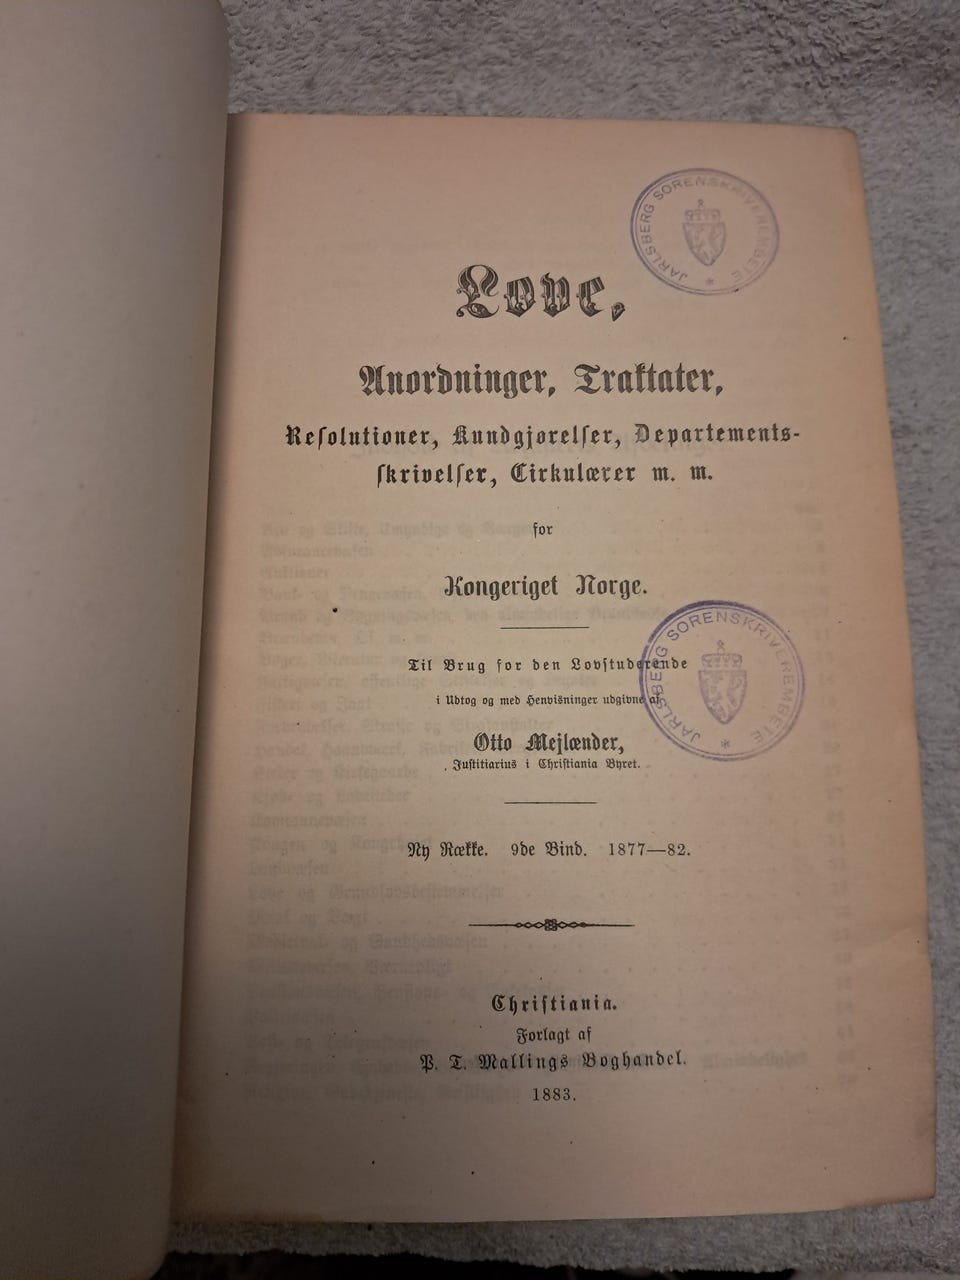 JARLSBERG SORENSKRIVEREMBETE *
Love,
Anordninger, Traktater,
Resolutioner, Kundgjørelser, Departements-
skrivelser, Cirkulærer m. m.
for
Kongeriget Norge.
Til Brug for den Lovstuderende
i Udtog og med Henvisninger udgivne af
JARLSBERG SORENSKRIVEREMBETE *
Otto Mejlænder,
Justitiarius i Christiania Byret.
Ny Række. 9de Bind. 1877—82.
Christiania.
Forlagt af
P. T. Mallings Boghandel.
1883.